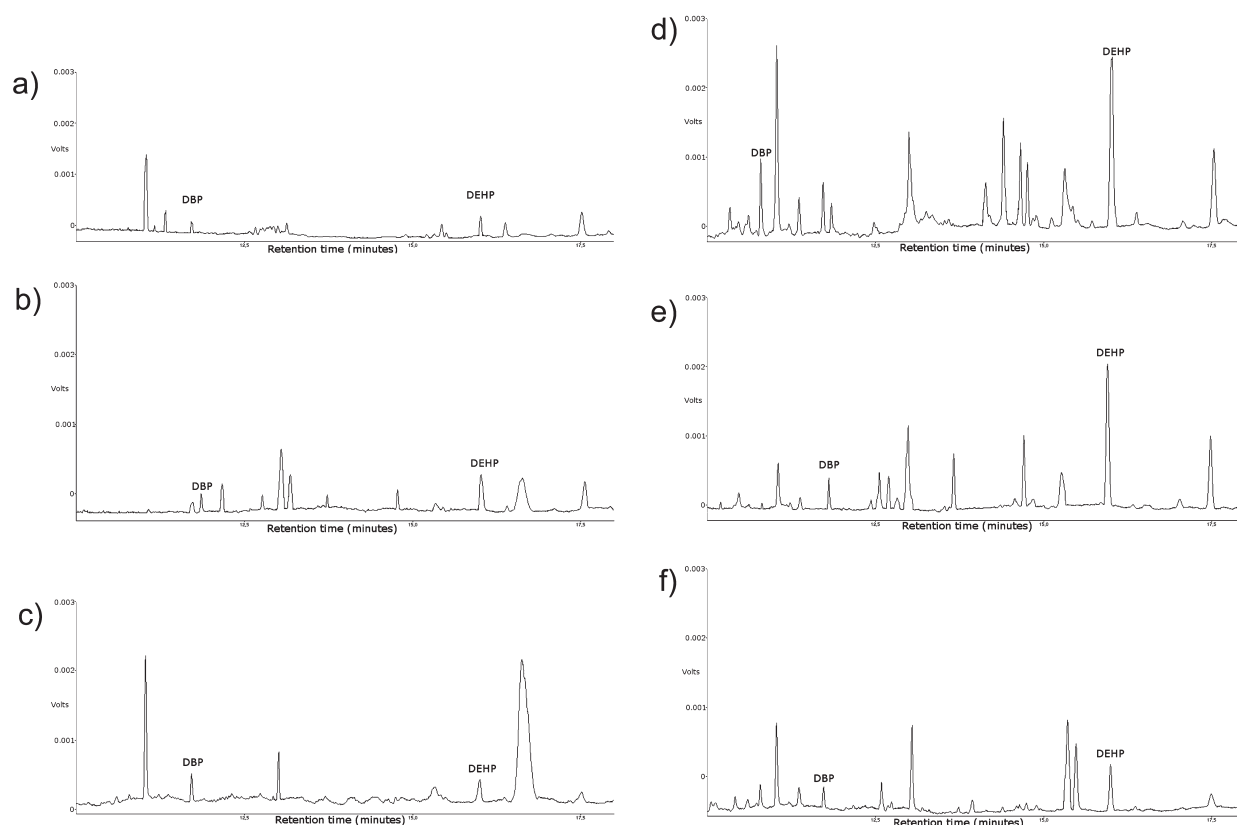 a)
0.003
0.002
Volts
0.001
0
DBP
DEHP
12,5
15,0
17,5
Retention time (minutes)
b)
0.003
0.002
Volts
0.001
0
DBP
DEHP
12,5
15,0
17,5
Retention time (minutes)
c)
0.003
0.002
Volts
0.001
0
DBP
DEHP
12,5
15,0
17,5
Retention time (minutes)
d)
0.003
0.002
Volts
0.001
0
DBP
DEHP
12,5
15,0
17,5
Retention time (minutes)
e)
0.003
0.002
Volts
0.001
0
DBP
DEHP
12,5
15,0
17,5
Retention time (minutes)
f)
0.003
0.002
Volts
0.001
0
DBP
DEHP
12,5
15,0
17,5
Retention time (minutes)